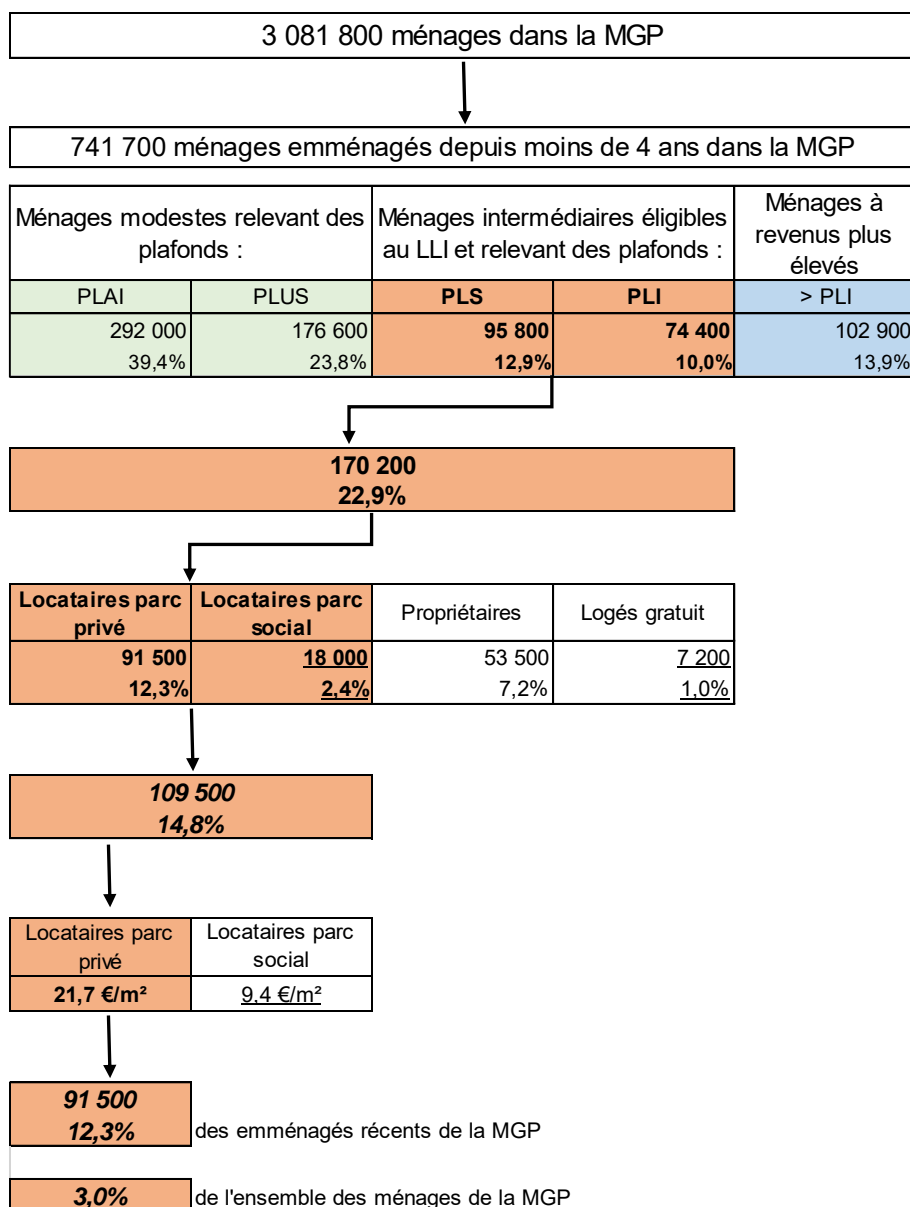 3 081 800 ménages dans la MGP
741 700 ménages emménagés depuis moins de 4 ans dans la MGP
Ménages modestes relevant des plafonds :
Ménages intermédiaires éligibles au LLI et relevant des plafonds :
Ménages à revenus plus élevés
PLAI PLUS PLS PLI > PLI
292 000 176 600 95 800 74 400 102 900
39,4% 23,8% 12,9% 10,0% 13,9%
170 200
22,9%
Locataires parc privé
Locataires parc social
Propriétaires
Logés gratuit
91 500 18 000 53 500 7 200
12,3% 2,4% 7,2% 1,0%
109 500
14,8%
Locataires parc privé
Locataires parc social
21,7 €/m² 9,4 €/m²
91 500
12,3% des emménagés récents de la MGP
3,0% de l'ensemble des ménages de la MGP